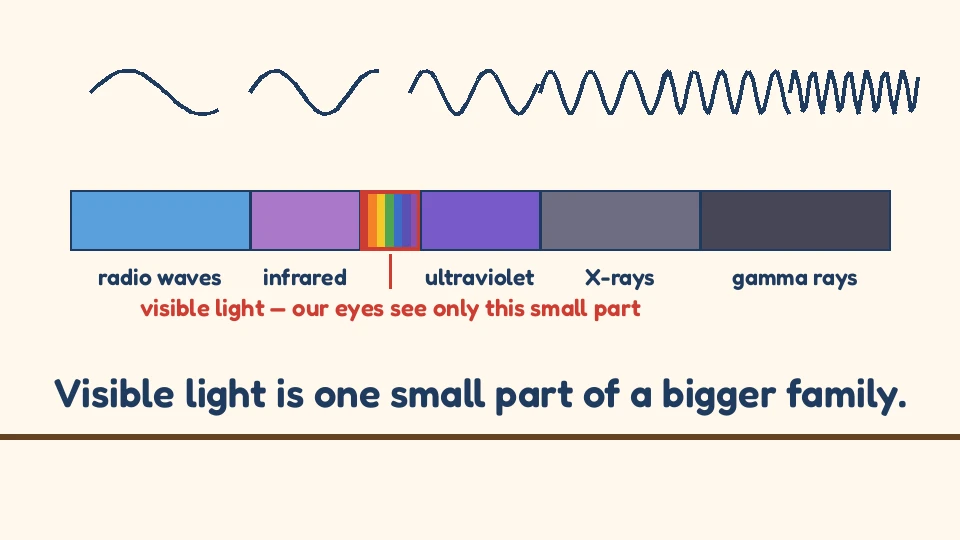 radio waves infrared ultraviolet X-rays gamma rays
visible light — our eyes see only this small part
Visible light is one small part of a bigger family.